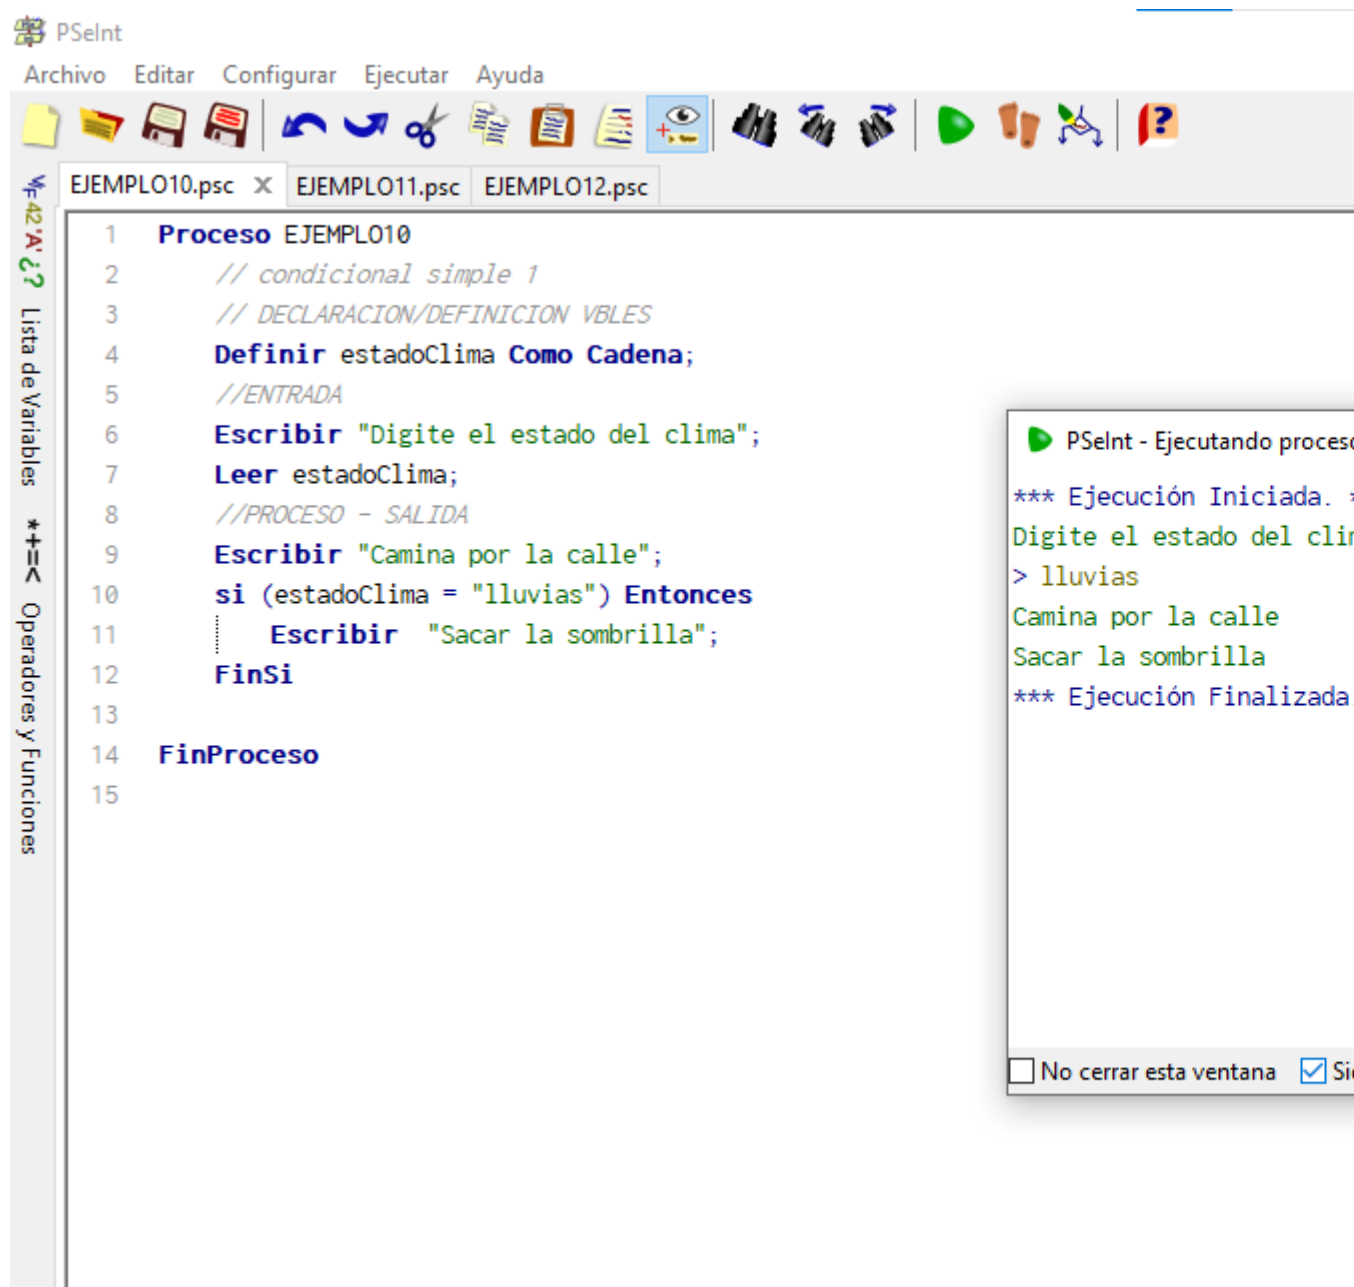 PSeInt
Archivo Editar Configurar Ejecutar Ayuda
EJEMPLO10.psc X EJEMPLO11.psc EJEMPLO12.psc
42 'A' ¿? Lista de Variables
*+=< Operadores y Funciones
1 Proceso EJEMPLO10
2 // condicional simple 1
3 // DECLARACION/DEFINICION VBLES
4 Definir estadoClima Como Cadena;
5 //ENTRADA
6 Escribir "Digite el estado del clima";
7 Leer estadoClima;
8 //PROCESO - SALIDA
9 Escribir "Camina por la calle";
10 si (estadoClima = "lluvias") Entonces
11 Escribir "Sacar la sombrilla";
12 FinSi
13
14 FinProceso
15
PSeInt - Ejecutando proceso
*** Ejecución Iniciada.
Digite el estado del
> lluvias
Camina por la calle
Sacar la sombrilla
*** Ejecución Finalizada
No cerrar esta ventana